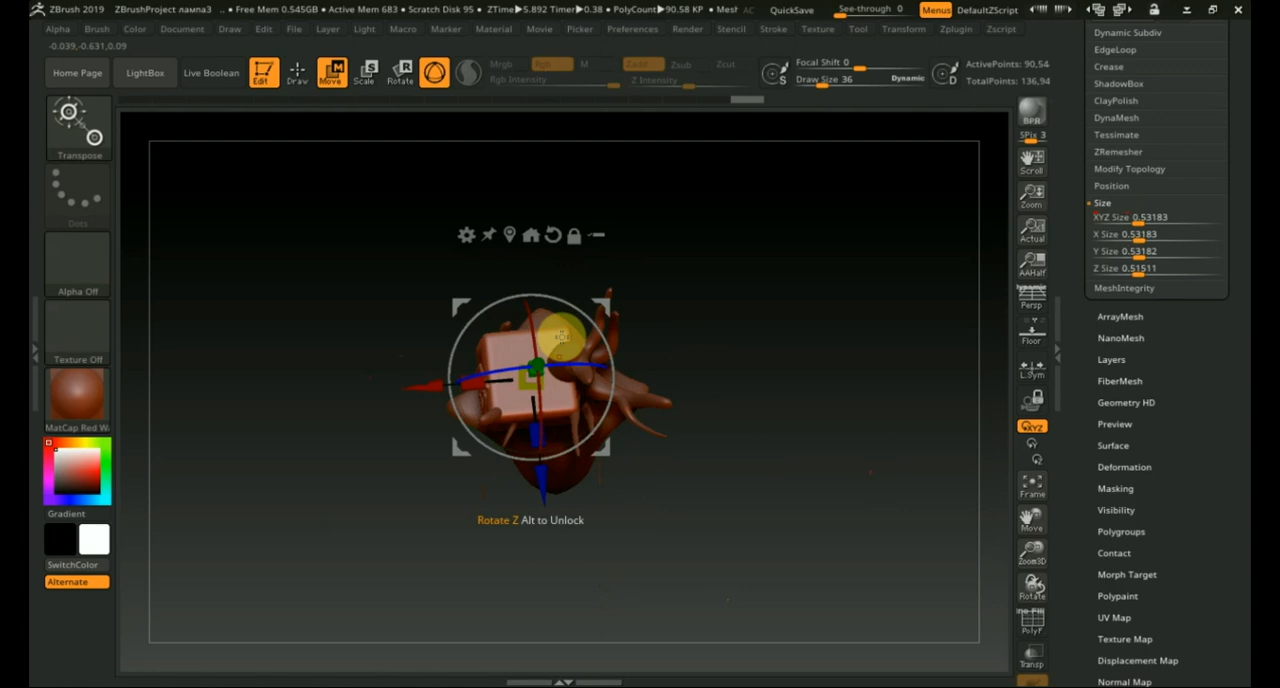 ZBrush 2019 ZBrushProject лампа3 .. • Free Mem 0.545GB • Active Mem 683 • Scratch Disk 95 • ZTime▶5.892 Timer▶0.38 • PolyCount▶90.58 KP • Mesh AC QuickSave See-through 0 Menus DefaultZScript
Alpha Brush Color Document Draw Edit File Layer Light Macro Marker Material Movie Picker Preferences Render Stencil Stroke Texture Tool Transform Zplugin Zscript
-0.039,-0.631,0.09
Home Page LightBox Live Boolean Edit Draw Move Scale Rotate
Mrgb Rgb M Zadd Zsub Zcut
Rgb Intensity Z Intensity
Focal Shift 0
Draw Size 36 Dynamic
ActivePoints: 90,54
TotalPoints: 136,94
Transpose
Dots
Alpha Off
Texture Off
MatCap Red Wa
Gradient
SwitchColor
Alternate
Rotate Z Alt to Unlock
BPR
SPix 3
Scroll
Zoom
Actual
AAHalf
Dynamic
Persp
Floor
L.Sym
XYZ
Frame
Move
Zoom3D
Rotate
PolyF
Transp
Dynamic Subdiv
EdgeLoop
Crease
ShadowBox
ClayPolish
DynaMesh
Tessimate
ZRemesher
Modify Topology
Position
Size
XYZ Size 0.53183
X Size 0.53183
Y Size 0.53182
Z Size 0.51511
MeshIntegrity
ArrayMesh
NanoMesh
Layers
FiberMesh
Geometry HD
Preview
Surface
Deformation
Masking
Visibility
Polygroups
Contact
Morph Target
Polypaint
UV Map
Texture Map
Displacement Map
Normal Map